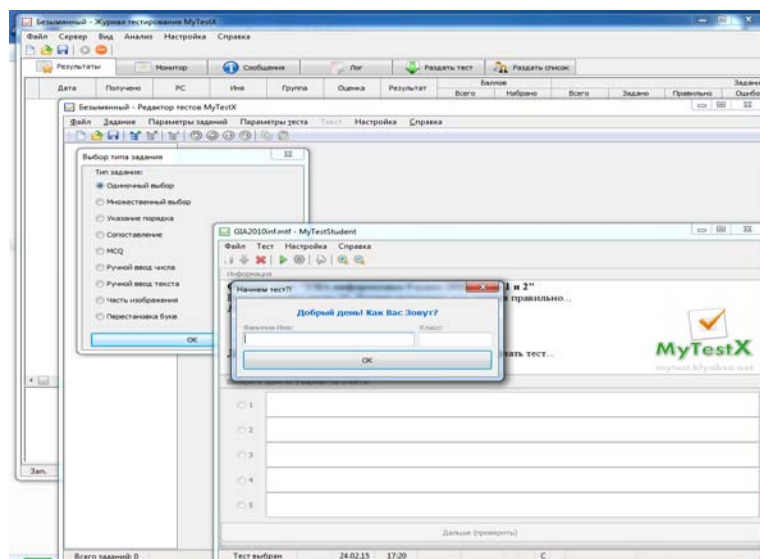 Безымянный - Журнал тестирования MyTestX
Файл Сервер Вид Анализ Настройка Справка
Результаты Монитор Сообщения Лог Раздать тест Раздать список
Баллов Задани
Дата Получено PC Имя Группа Оценка Результат Всего Набрано Всего Задано Правильно Ошибо
Безымянный - Редактор тестов MyTestX
Файл Задание Параметры заданий Параметры теста Текст Настройка Справка
Выбор типа задания
Тип задания:
Одиночный выбор
Множественный выбор
Указание порядка
Сопоставление
MCQ
Ручной ввод числа
Ручной ввод текста
Часть изображения
Перестановка букв
ОК
GIA2010inf.mtf - MyTestStudent
Файл Тест Настройка Справка
Информация
1 и 2"
правильно...
Начнем тест?!
Добрый день! Как Вас Зовут?
Фамилия Имя: Класс:
ОК
тест...
MyTestX
mytest.klyaksa.net
1
2
3
4
5
Дальше (проверить)
Зап.
Всего заданий: 0
Тест выбран 24.02.15 17:20 С